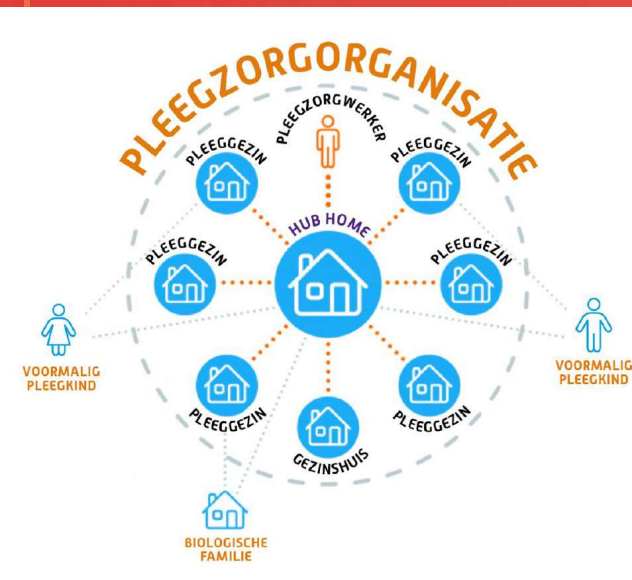 PLEEGZORGORGANISATIE
PLEEGZORGWERKER
PLEEGGEZIN
PLEEGGEZIN
HUB HOME
PLEEGGEZIN
PLEEGGEZIN
VOORMALIG
PLEEGKIND
VOORMALIG
PLEEGKIND
PLEEGGEZIN
PLEEGGEZIN
GEZINSHUIS
BIOLOGISCHE
FAMILIE